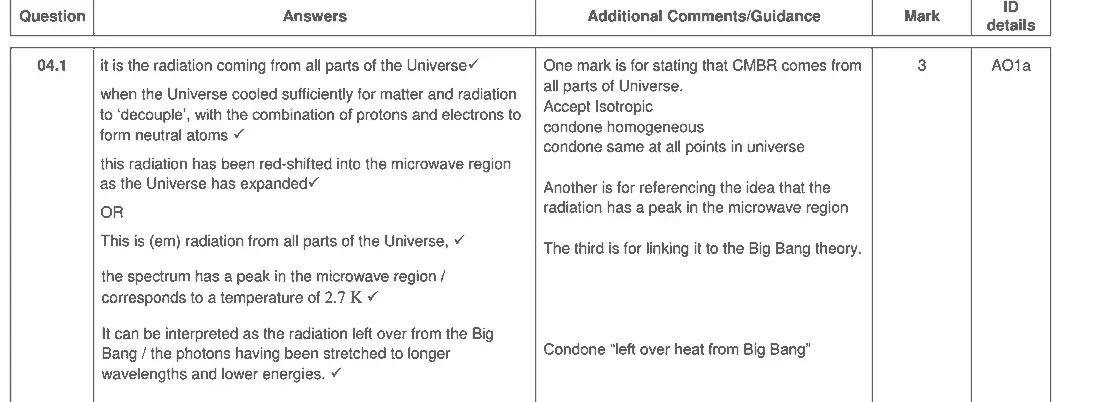 Question Answers Additional Comments/Guidance Mark ID details
04.1 it is the radiation coming from all parts of the Universe✓
when the Universe cooled sufficiently for matter and radiation
to ‘decouple’, with the combination of protons and electrons to
form neutral atoms ✓
this radiation has been red-shifted into the microwave region
as the Universe has expanded✓
OR
This is (em) radiation from all parts of the Universe, ✓
the spectrum has a peak in the microwave region /
corresponds to a temperature of 2.7 K ✓
It can be interpreted as the radiation left over from the Big
Bang / the photons having been stretched to longer
wavelengths and lower energies. ✓
One mark is for stating that CMBR comes from
all parts of Universe.
Accept Isotropic
condone homogeneous
condone same at all points in universe
Another is for referencing the idea that the
radiation has a peak in the microwave region
The third is for linking it to the Big Bang theory.
Condone “left over heat from Big Bang”
3
AO1a